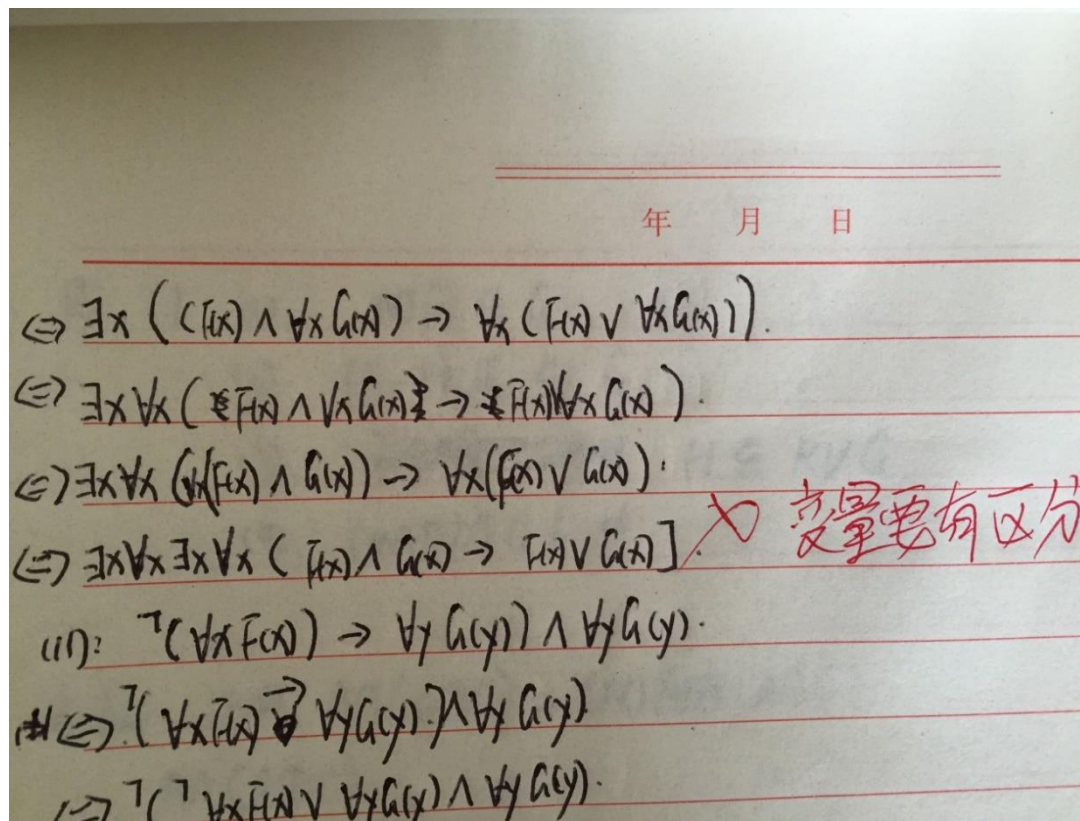 年 月 日
⇔ ∃x ( (F(x) ∧ ∀x G(x)) → ∀x (F(x) ∨ ∀x G(x)) ).
⇔ ∃x ∀x ( F(x) ∧ ∀x G(x) → F(x) ∨ ∀x G(x) ).
⇔ ∃x ∀x (∀x(F(x) ∧ G(x)) → ∀x(F(x) ∨ G(x)).
⇔ ∃x ∀x ∃x ∀x ( F(x) ∧ G(x) → F(x) ∨ G(x) ]. × 变量要有区分
(11): ¬(∀x F(x)) → ∀y G(y)) ∧ ∀y G(y).
⇔ ¬( ∀x F(x) → ∀y G(y) ) ∧ ∀y G(y)
⇔ ¬( ¬ ∀x F(x) ∨ ∀y G(y) ∧ ∀y G(y).